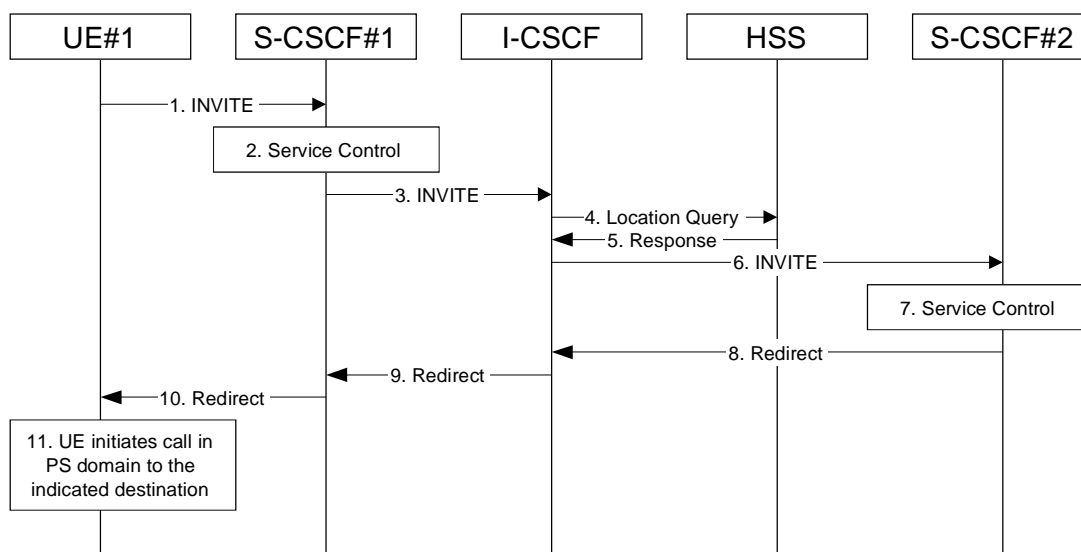 UE#1
S-CSCF#1
I-CSCF
HSS
S-CSCF#2
1. INVITE
2. Service Control
3. INVITE
4. Location Query
5. Response
6. INVITE
7. Service Control
8. Redirect
9. Redirect
10. Redirect
11. UE initiates call in
PS domain to the
indicated destination